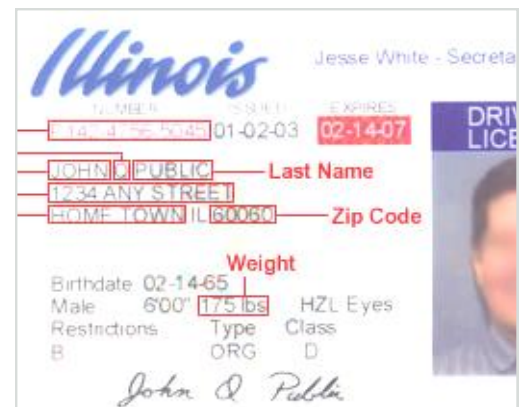 Illinois
Jesse White - Secreta
NUMBER ISSUED EXPIRES
01-02-03 02-14-07
DRIV
LICE
JOHN Q PUBLIC Last Name
1234 ANY STREET
HOME TOWN IL 60060 Zip Code
Weight
Birthdate 02-14-65
Male 6'00" 175 lbs HZL Eyes
Restrictions Type Class
B ORG D
John Q Public